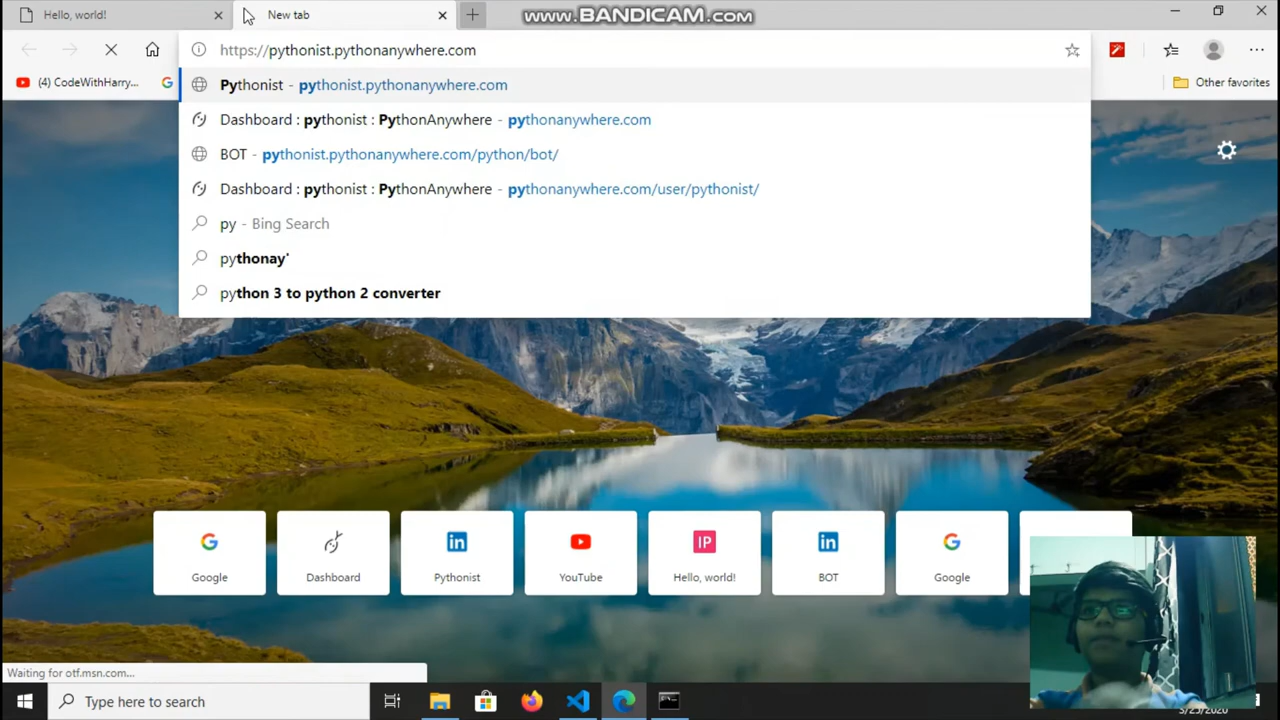 Hello, world!
New tab
www.BANDICAM.com
https://pythonist.pythonanywhere.com
(4) CodeWithHarry...
Other favorites
Pythonist - pythonist.pythonanywhere.com
Dashboard : pythonist : PythonAnywhere - pythonanywhere.com
BOT - pythonist.pythonanywhere.com/python/bot/
Dashboard : pythonist : PythonAnywhere - pythonanywhere.com/user/pythonist/
py - Bing Search
pythonay'
python 3 to python 2 converter
Google
Dashboard
Pythonist
YouTube
IP
Hello, world!
BOT
Google
Waiting for otf.msn.com...
Type here to search